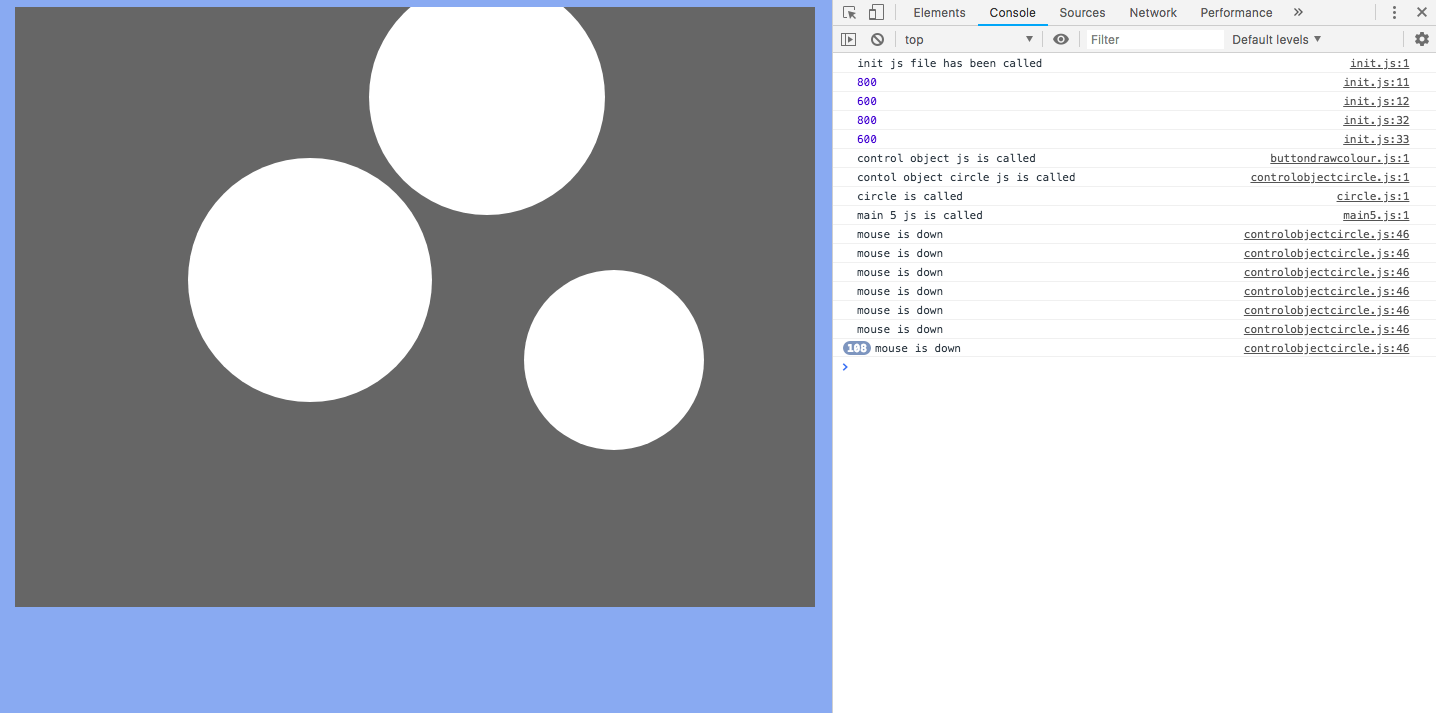 Elements Console Sources Network Performance »
top Filter Default levels
init js file has been called init.js:1
800 init.js:11
600 init.js:12
800 init.js:32
600 init.js:33
control object js is called buttondrawcolour.js:1
contol object circle js is called controlobjectcircle.js:1
circle is called circle.js:1
main 5 js is called main5.js:1
mouse is down controlobjectcircle.js:46
mouse is down controlobjectcircle.js:46
mouse is down controlobjectcircle.js:46
mouse is down controlobjectcircle.js:46
mouse is down controlobjectcircle.js:46
mouse is down controlobjectcircle.js:46
108 mouse is down controlobjectcircle.js:46